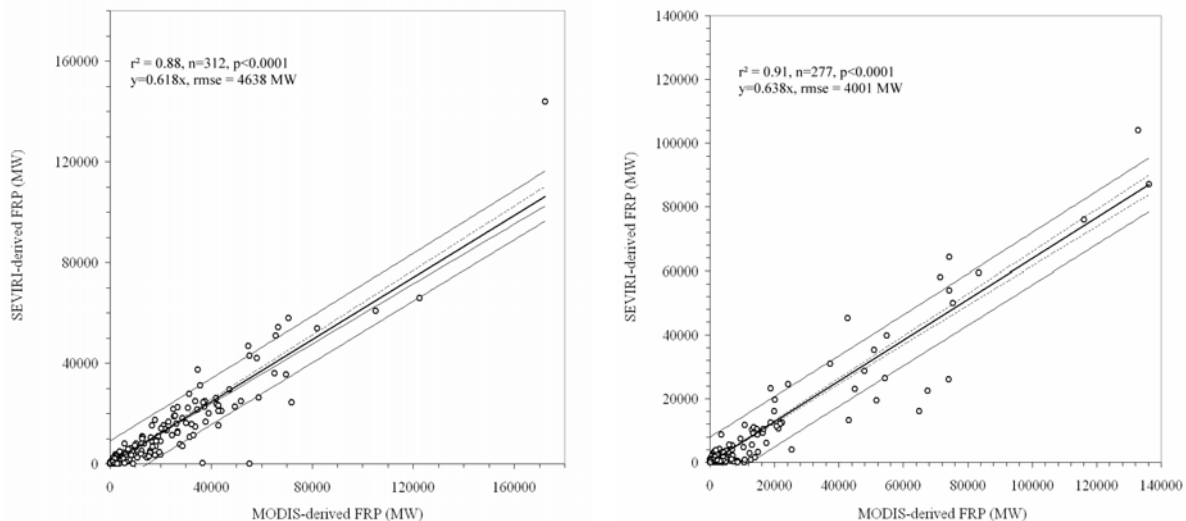 r² = 0.88, n=312, p<0.0001
y=0.618x, rmse = 4638 MW
SEVIRI-derived FRP (MW)
160000
120000
80000
40000
0
0 40000 80000 120000 160000
MODIS-derived FRP (MW)
r² = 0.91, n=277, p<0.0001
y=0.638x, rmse = 4001 MW
SEVIRI-derived FRP (MW)
140000
120000
100000
80000
60000
40000
20000
0
0 20000 40000 60000 80000 100000 120000 140000
MODIS-derived FRP (MW)